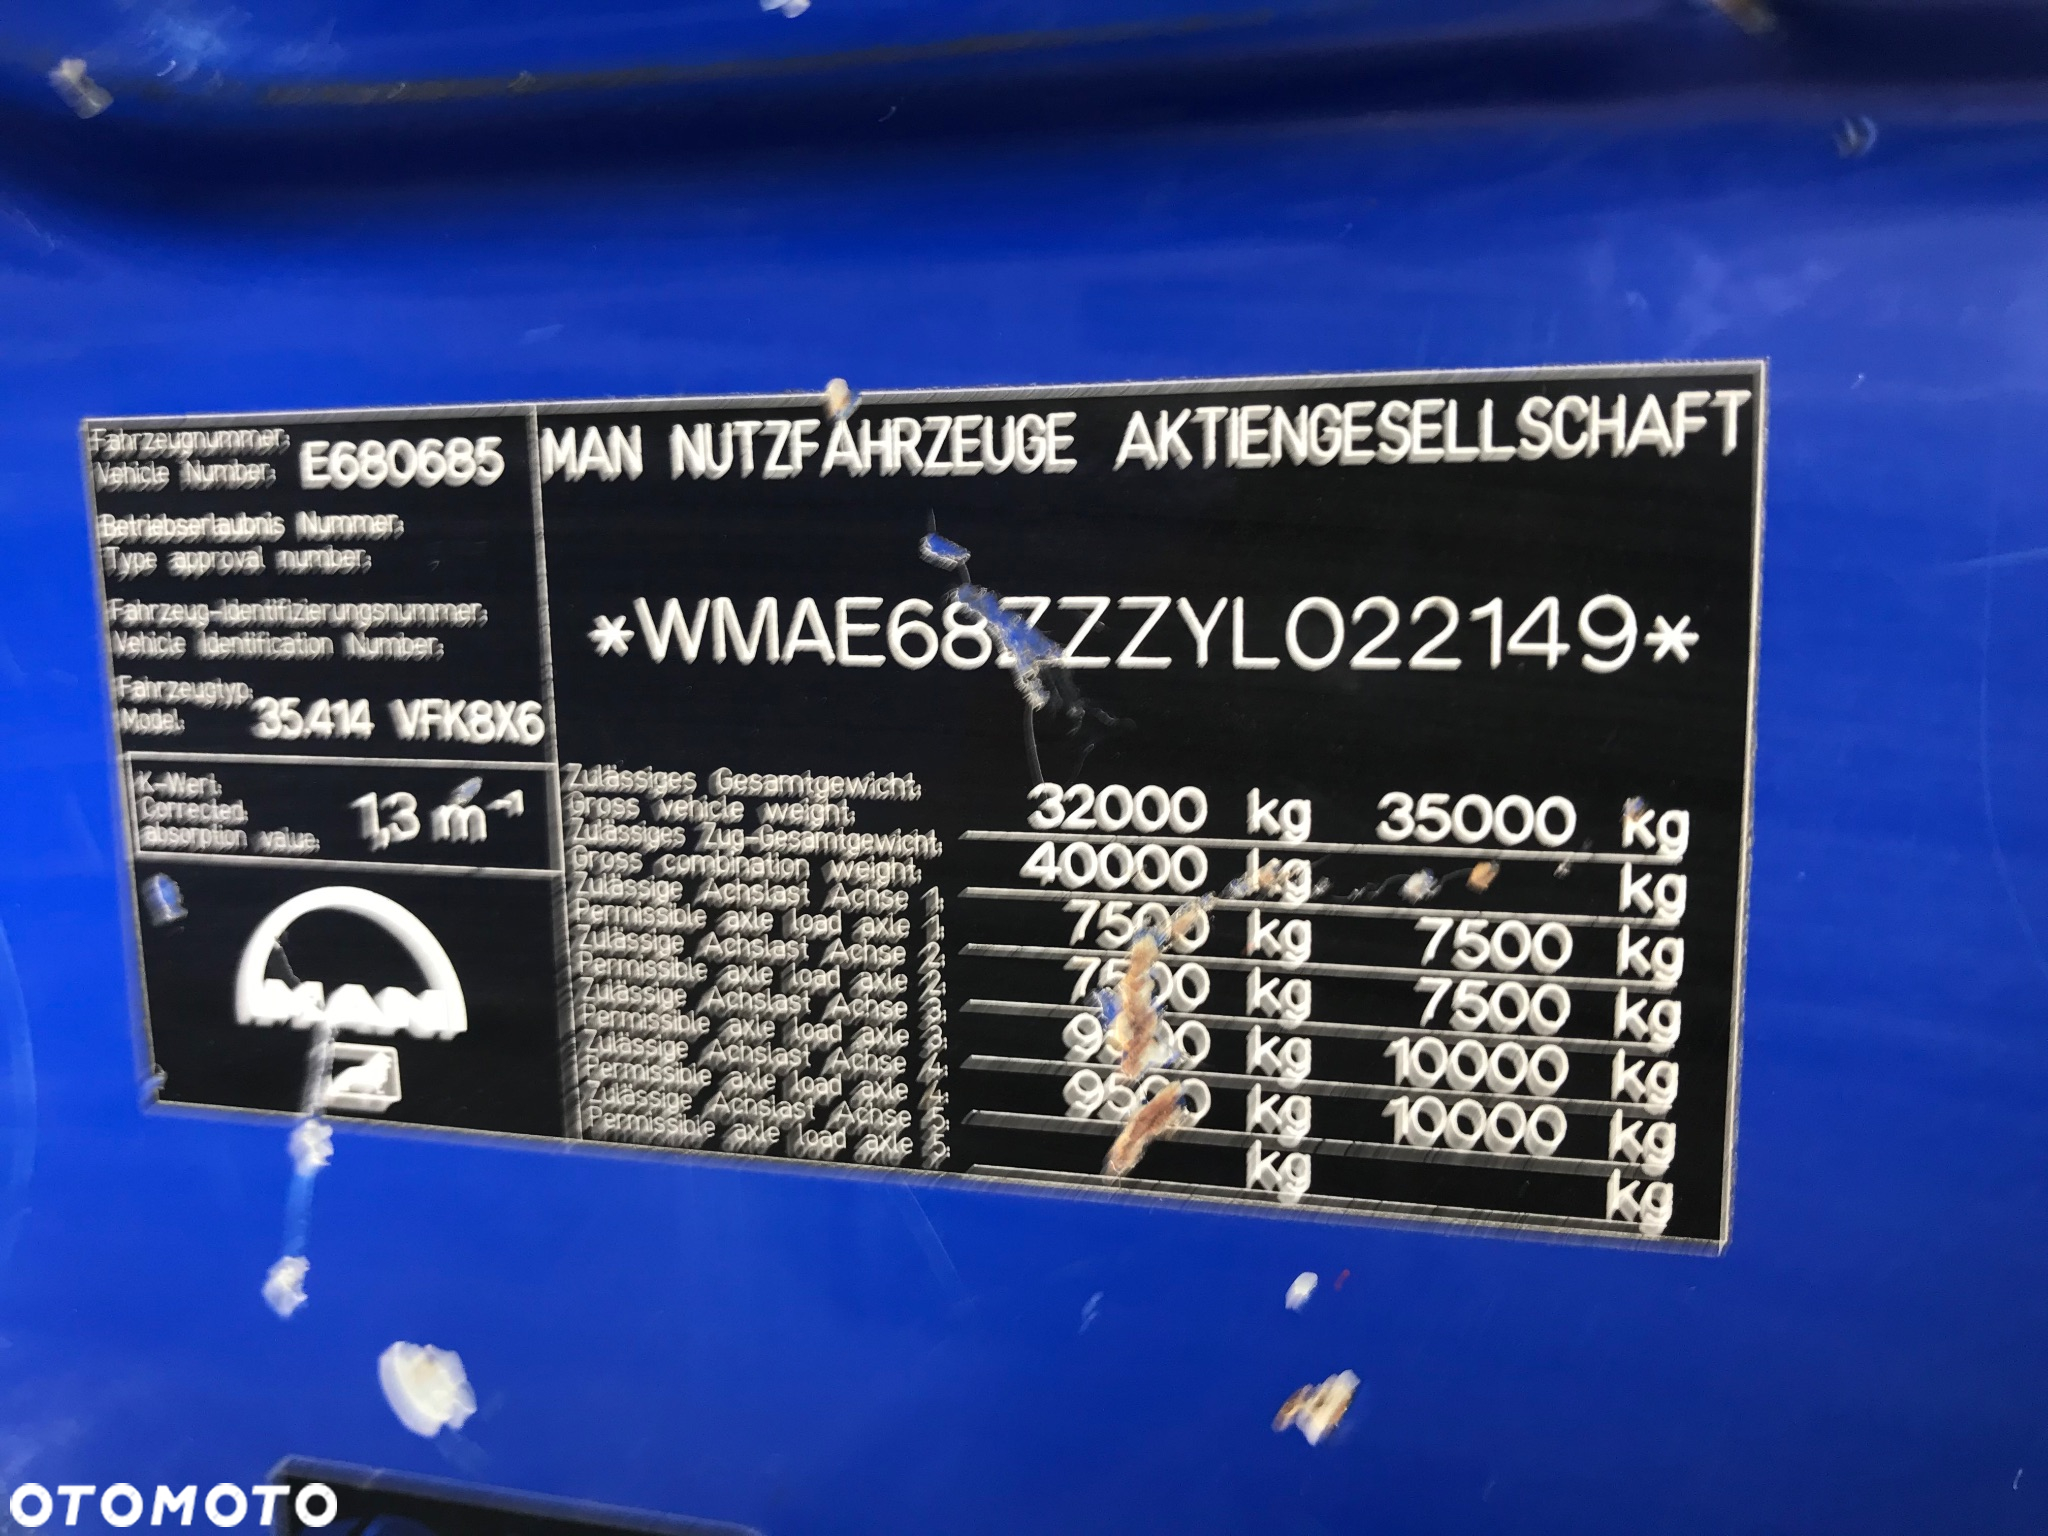 Fahrzeugnummer:
Vehicle Number: E680685
Betriebserlaubnis Nummer:
Type approval number:
Fahrzeug-Identifizierungsnummer:
Vehicle Identification Number:
Fahrzeugtyp:
Model: 35.414 VFK8X6
K-Wert:
Corrected
absorption value: 1,3 m⁻¹
MAN
MAN NUTZFAHRZEUGE AKTIENGESELLSCHAFT
*WMAE68ZZZYL022149*
Zulässiges Gesamtgewicht:
Gross vehicle weight: 32000 kg 35000 kg
Zulässiges Zug-Gesamtgewicht:
Gross combination weight: 40000 kg kg
Zulässige Achslast Achse 1:
Permissible axle load axle 1: 7500 kg 7500 kg
Zulässige Achslast Achse 2:
Permissible axle load axle 2: 7500 kg 7500 kg
Zulässige Achslast Achse 3:
Permissible axle load axle 3: kg 10000 kg
Zulässige Achslast Achse 4:
Permissible axle load axle 4: 9500 kg 10000 kg
Zulässige Achslast Achse 5:
Permissible axle load axle 5: kg kg
OTOMOTO